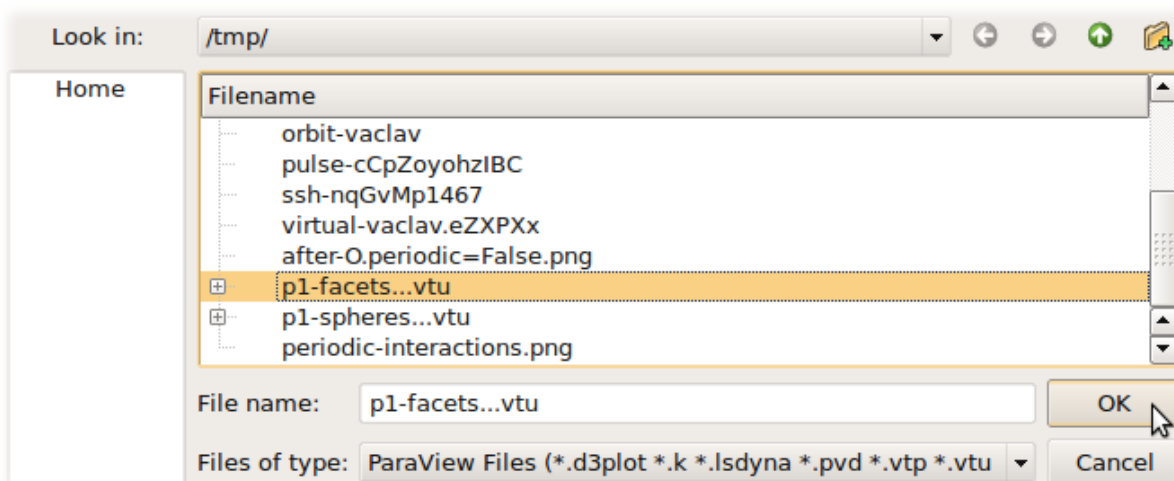 Look in: /tmp/
Home
Filename
orbit-vaclav
pulse-cCpZoyohzIBC
ssh-nqGvMp1467
virtual-vaclav.eZXPXx
after-O.periodic=False.png
p1-facets...vtu
p1-spheres...vtu
periodic-interactions.png
File name: p1-facets...vtu OK
Files of type: ParaView Files (*.d3plot *.k *.lsdyna *.pvd *.vtp *.vtu Cancel